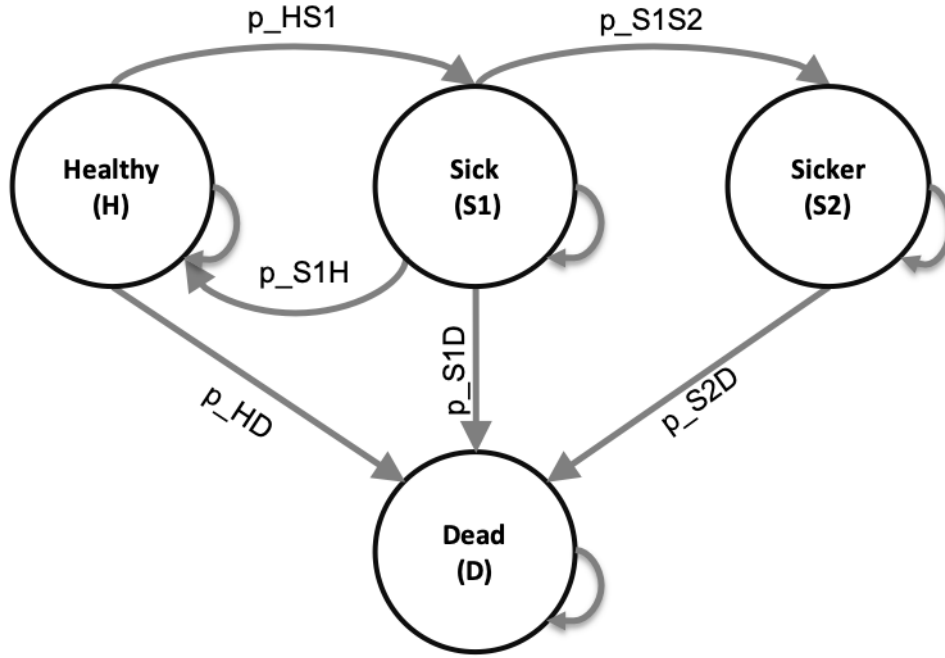 p_HS1
p_S1S2
Healthy
(H)
Sick
(S1)
Sicker
(S2)
p_S1H
p_HD
p_S1D
p_S2D
Dead
(D)